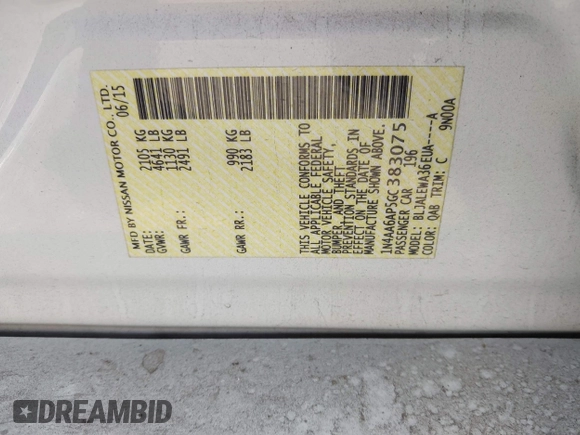 MFD BY NISSAN MOTOR CO., LTD.
DATE: 06/15
GVWR: 2105 KG
4641 LB
GAWR FR: 1130 KG
2491 LB
GAWR RR: 990 KG
2183 LB
THIS VEHICLE CONFORMS TO
ALL APPLICABLE FEDERAL
MOTOR VEHICLE SAFETY,
BUMPER, AND THEFT
PREVENTION STANDARDS IN
EFFECT ON THE DATE OF
MANUFACTURE SHOWN ABOVE.
1N4AA6AP5GC383075
PASSENGER CAR 196
MODEL: BLJALEWA36EUA----A
COLOR: QAB TRIM: C 9N00A
DREAMBID